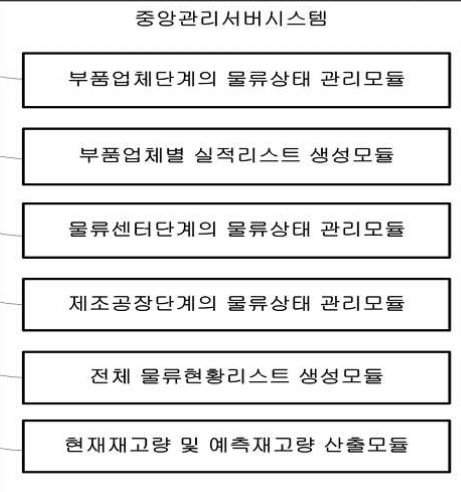 중앙관리서버시스템
부품업체단계의 물류상태 관리모듈
부품업체별 실적리스트 생성모듈
물류센터단계의 물류상태 관리모듈
제조공장단계의 물류상태 관리모듈
전체 물류현황리스트 생성모듈
현재재고량 및 예측재고량 산출모듈